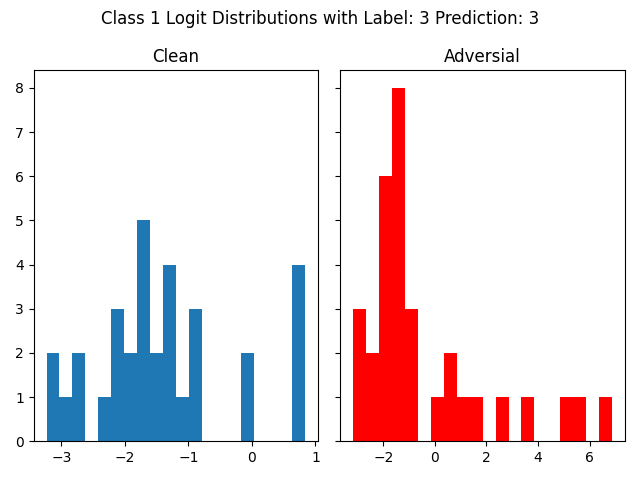 Class 1 Logit Distributions with Label: 3 Prediction: 3
Clean
Adversial
8
7
6
5
4
3
2
1
0
−3 −2 −1 0 1
−2 0 2 4 6